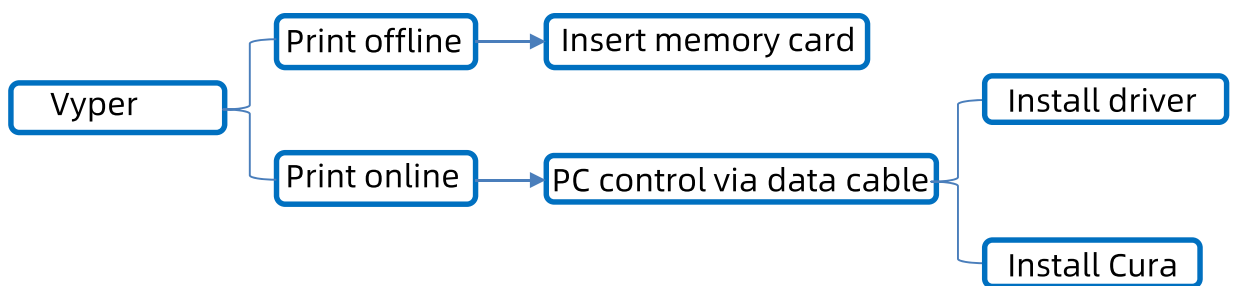 Print offline
Insert memory card
Vyper
Install driver
Print online
PC control via data cable
Install Cura